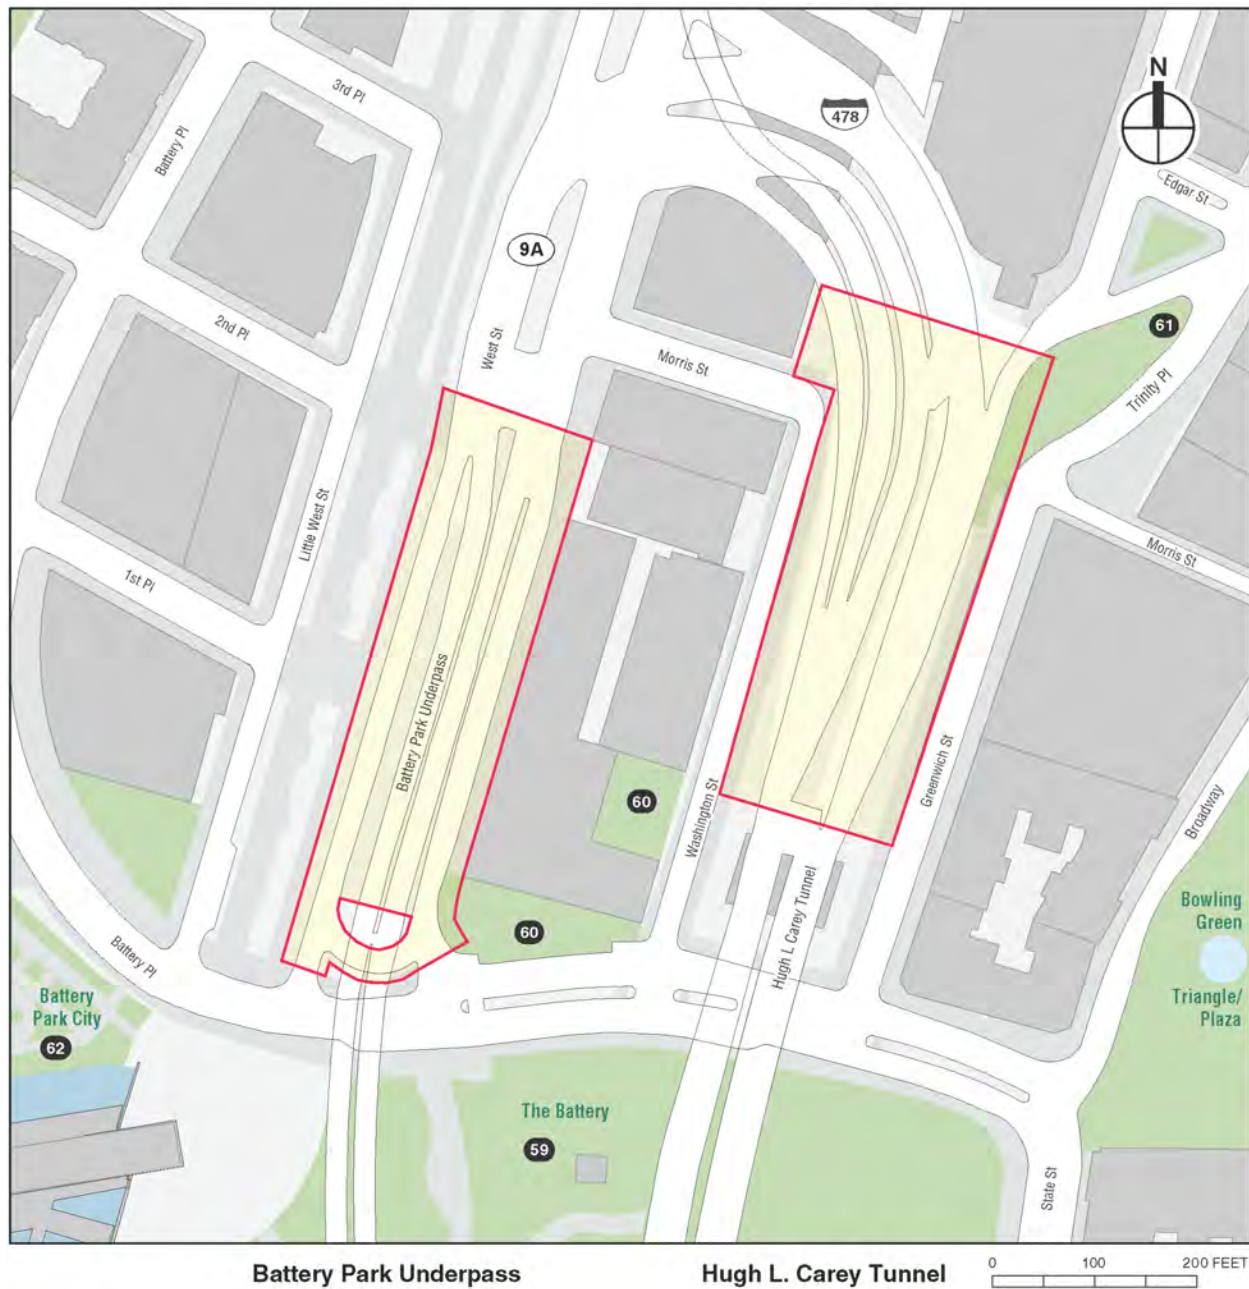 3rd Pl
N
478
Battery Pl
Edgar St
9A
2nd Pl
West St
Morris St
61
Trinity Pl
Little West St
Morris St
1st Pl
Battery Park Underpass
Greenwich St
60
Washington St
Broadway
Hugh L Carey Tunnel
Bowling
Green
60
Battery Pl
Triangle/
Plaza
Battery
Park City
62
The Battery
59
State St
Battery Park Underpass
Hugh L. Carey Tunnel
0 100 200 FEET